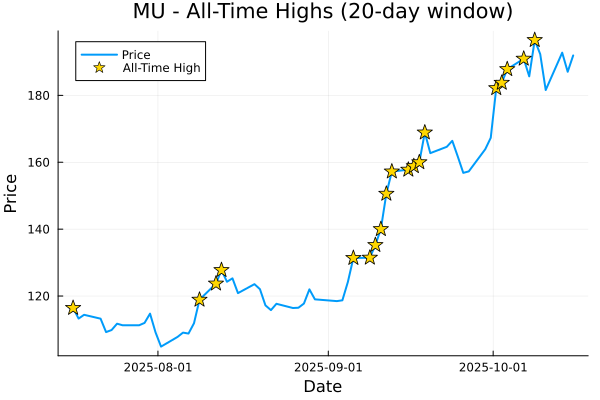 MU - All-Time Highs (20-day window)
Price
All-Time High
180
160
140
120
Price
2025-08-01
2025-09-01
2025-10-01
Date